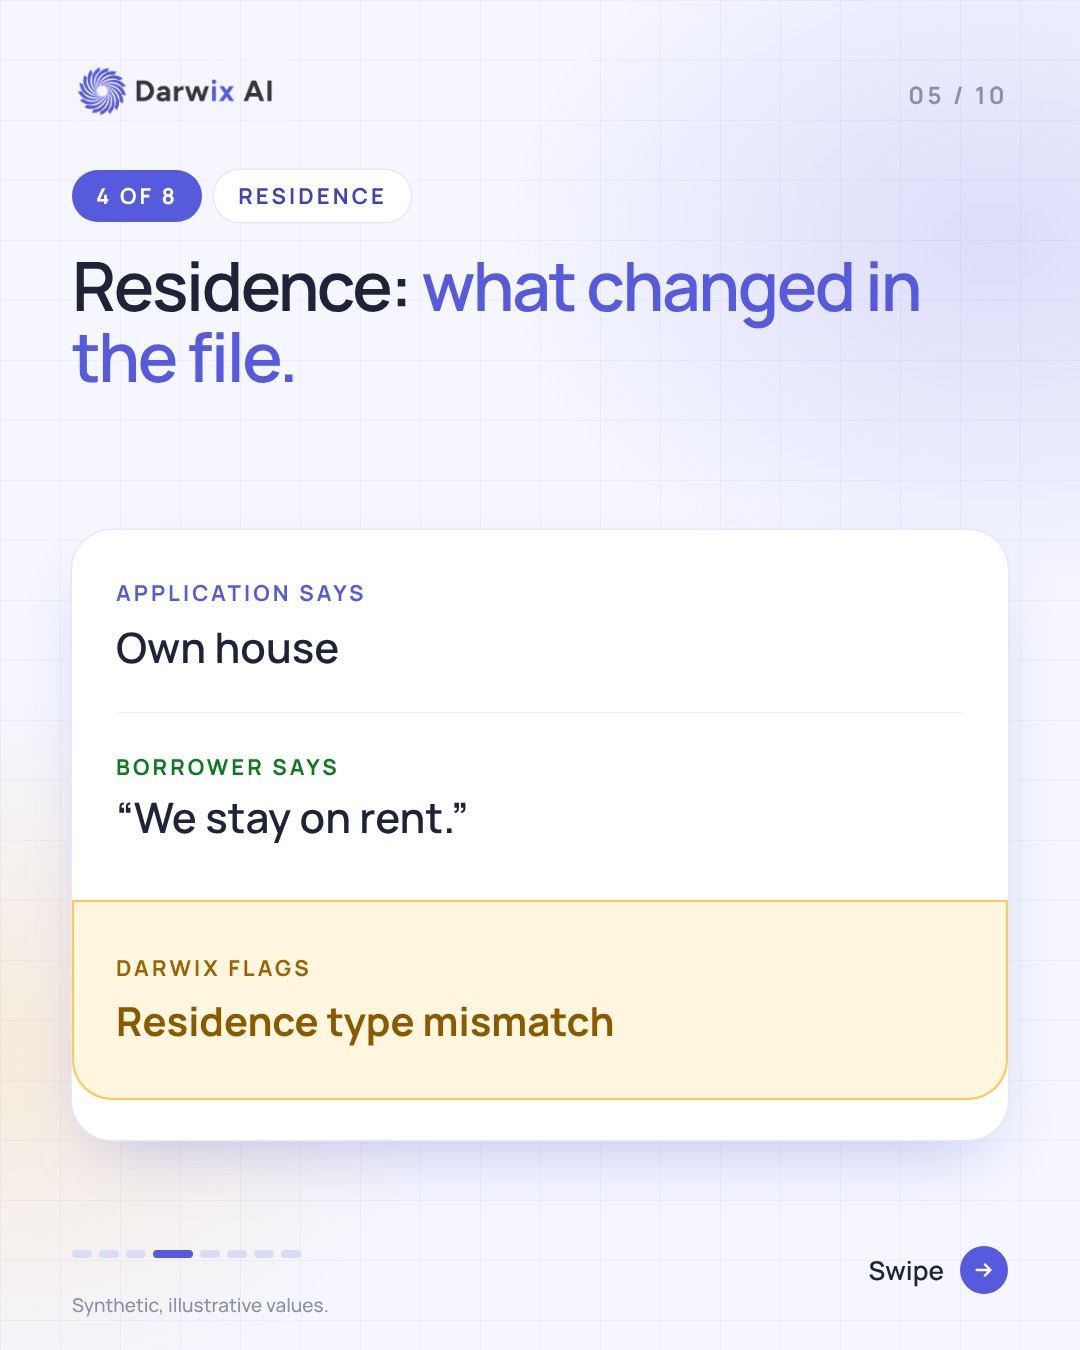 Darwix AI
05 / 10
4 OF 8
RESIDENCE
Residence: what changed in
the file.
APPLICATION SAYS
Own house
BORROWER SAYS
“We stay on rent.”
DARWIX FLAGS
Residence type mismatch
Swipe
Synthetic, illustrative values.